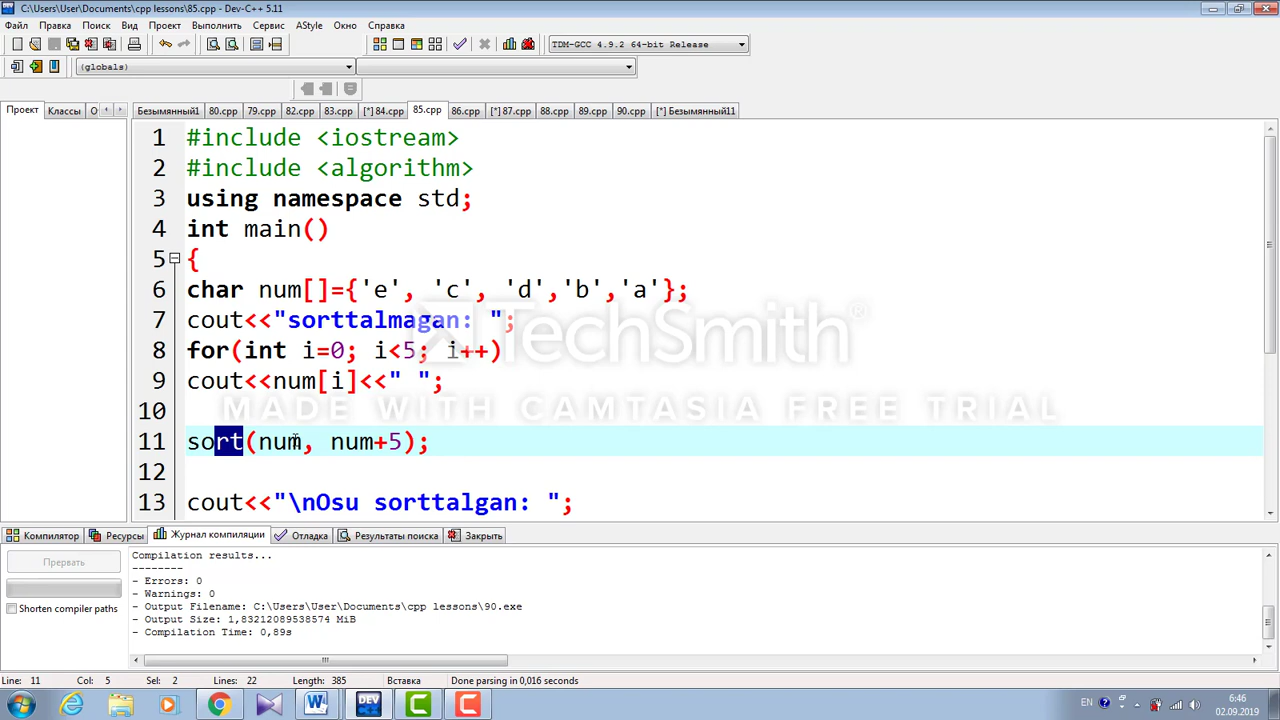 C:\Users\User\Documents\cpp lessons\85.cpp - Dev-C++ 5.11
Файл Правка Поиск Вид Проект Выполнить Сервис AStyle Окно Справка
TDM-GCC 4.9.2 64-bit Release
(globals)
Проект Классы О Безымянный1 80.cpp 79.cpp 82.cpp 83.cpp [*] 84.cpp 85.cpp 86.cpp [*] 87.cpp 88.cpp 89.cpp 90.cpp [*] Безымянный11
1 #include <iostream>
2 #include <algorithm>
3 using namespace std;
4 int main()
5 {
6 char num[]={'e', 'c', 'd','b','a'};
7 cout<<"sorttalmagan: ";
8 for(int i=0; i<5; i++)
9 cout<<num[i]<<" ";
10
11 sort(num, num+5);
12
13 cout<<"\nOsu sorttalgan: ";
TechSmith®
MADE WITH CAMTASIA FREE TRIAL
Компилятор Ресурсы Журнал компиляции Отладка Результаты поиска Закрыть
Прервать
Shorten compiler paths
Compilation results...
--------
- Errors: 0
- Warnings: 0
- Output Filename: C:\Users\User\Documents\cpp lessons\90.exe
- Output Size: 1,83212089538574 MiB
- Compilation Time: 0,89s
Line: 11 Col: 5 Sel: 2 Lines: 22 Length: 385 Вставка Done parsing in 0,016 seconds
DEV
EN
6:46
02.09.2019